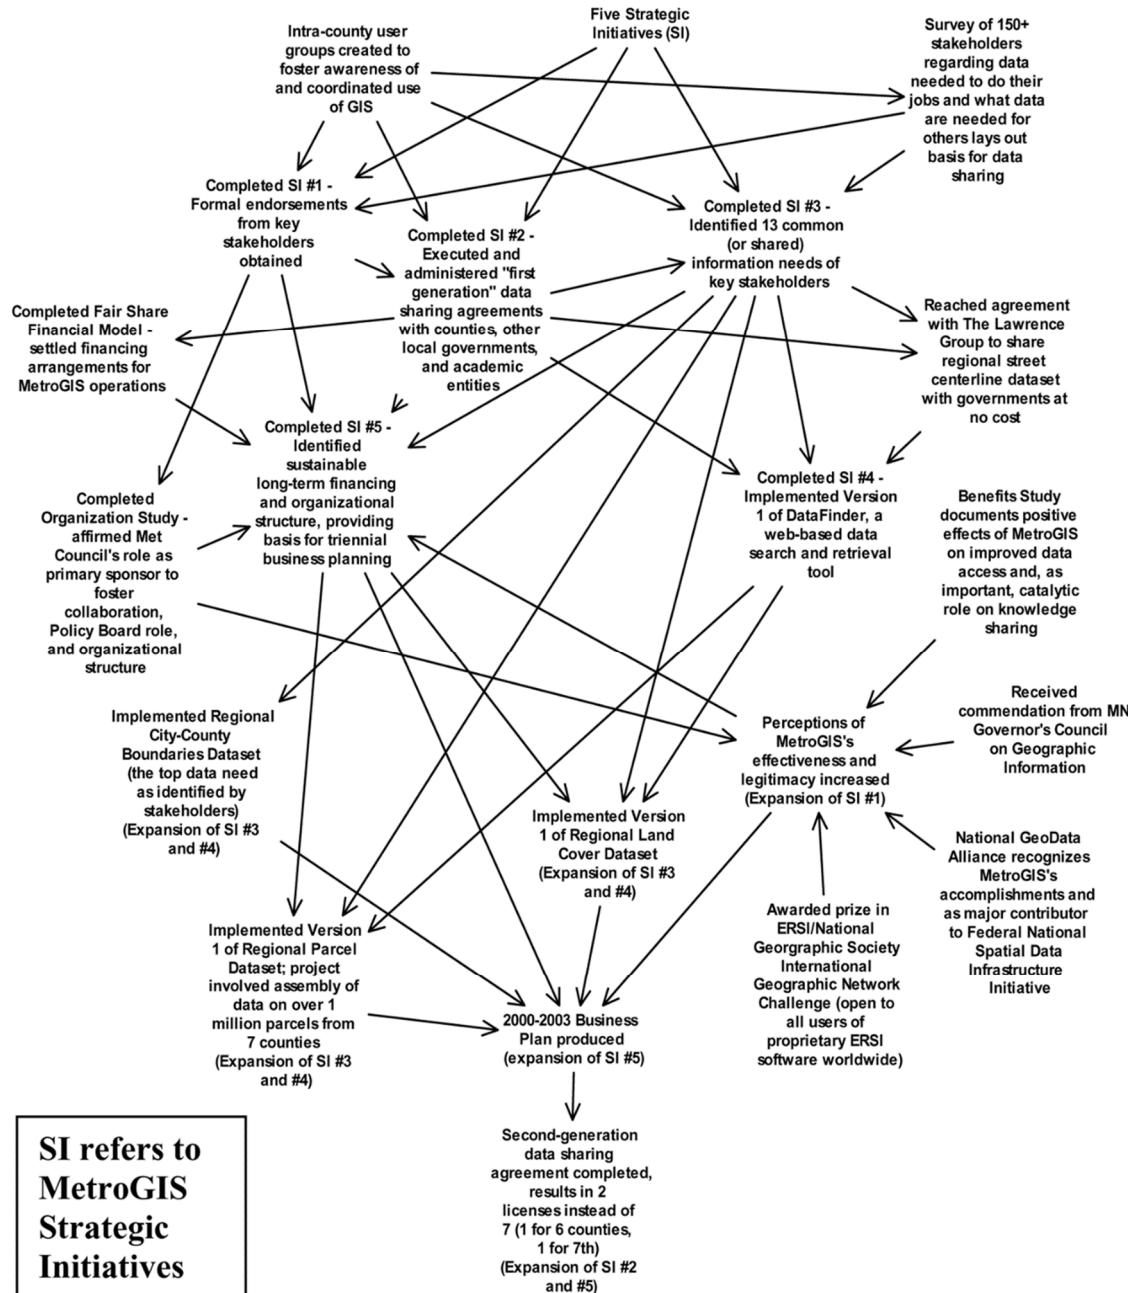 Five Strategic
Initiatives (SI)
Intra-county user
groups created to
foster awareness of
and coordinated use
of GIS
Survey of 150+
stakeholders
regarding data
needed to do their
jobs and what data
are needed for
others lays out
basis for data
sharing
Completed SI #1 -
Formal endorsements
from key
stakeholders
obtained
Completed SI #2 -
Executed and
administered "first
generation" data
sharing agreements
with counties, other
local governments,
and academic
entities
Completed SI #3 -
Identified 13 common
(or shared)
information needs of
key stakeholders
Completed Fair Share
Financial Model -
settled financing
arrangements for
MetroGIS operations
Reached agreement
with The Lawrence
Group to share
regional street
centerline dataset
with governments at
no cost
Completed SI #5 -
Identified
sustainable
long-term financing
and organizational
structure, providing
basis for triennial
business planning
Completed SI #4 -
Implemented Version
1 of DataFinder, a
web-based data
search and retrieval
tool
Completed
Organization Study -
affirmed Met
Council's role as
primary sponsor to
foster
collaboration,
Policy Board role,
and organizational
structure
Benefits Study
documents positive
effects of MetroGIS
on improved data
access and, as
important, catalytic
role on knowledge
sharing
Implemented Regional
City-County
Boundaries Dataset
(the top data need
as identified by
stakeholders)
(Expansion of SI #3
and #4)
Perceptions of
MetroGIS's
effectiveness and
legitimacy increased
(Expansion of SI #1)
Received
commendation from MN
Governor's Council
on Geographic
Information
Implemented Version
1 of Regional Land
Cover Dataset
(Expansion of SI #3
and #4)
National GeoData
Alliance recognizes
MetroGIS's
accomplishments and
as major contributor
to Federal National
Spatial Data
Infrastructure
Initiative
Implemented Version
1 of Regional Parcel
Dataset; project
involved assembly of
data on over 1
million parcels from
7 counties
(Expansion of SI #3
and #4)
Awarded prize in
ERSI/National
Georgraphic Society
International
Geographic Network
Challenge (open to
all users of
proprietary ERSI
software worldwide)
2000-2003 Business
Plan produced
(expansion of SI #5)
Second-generation
data sharing
agreement completed,
results in 2
licenses instead of
7 (1 for 6 counties,
1 for 7th)
(Expansion of SI #2
and #5)
SI refers to
MetroGIS
Strategic
Initiatives